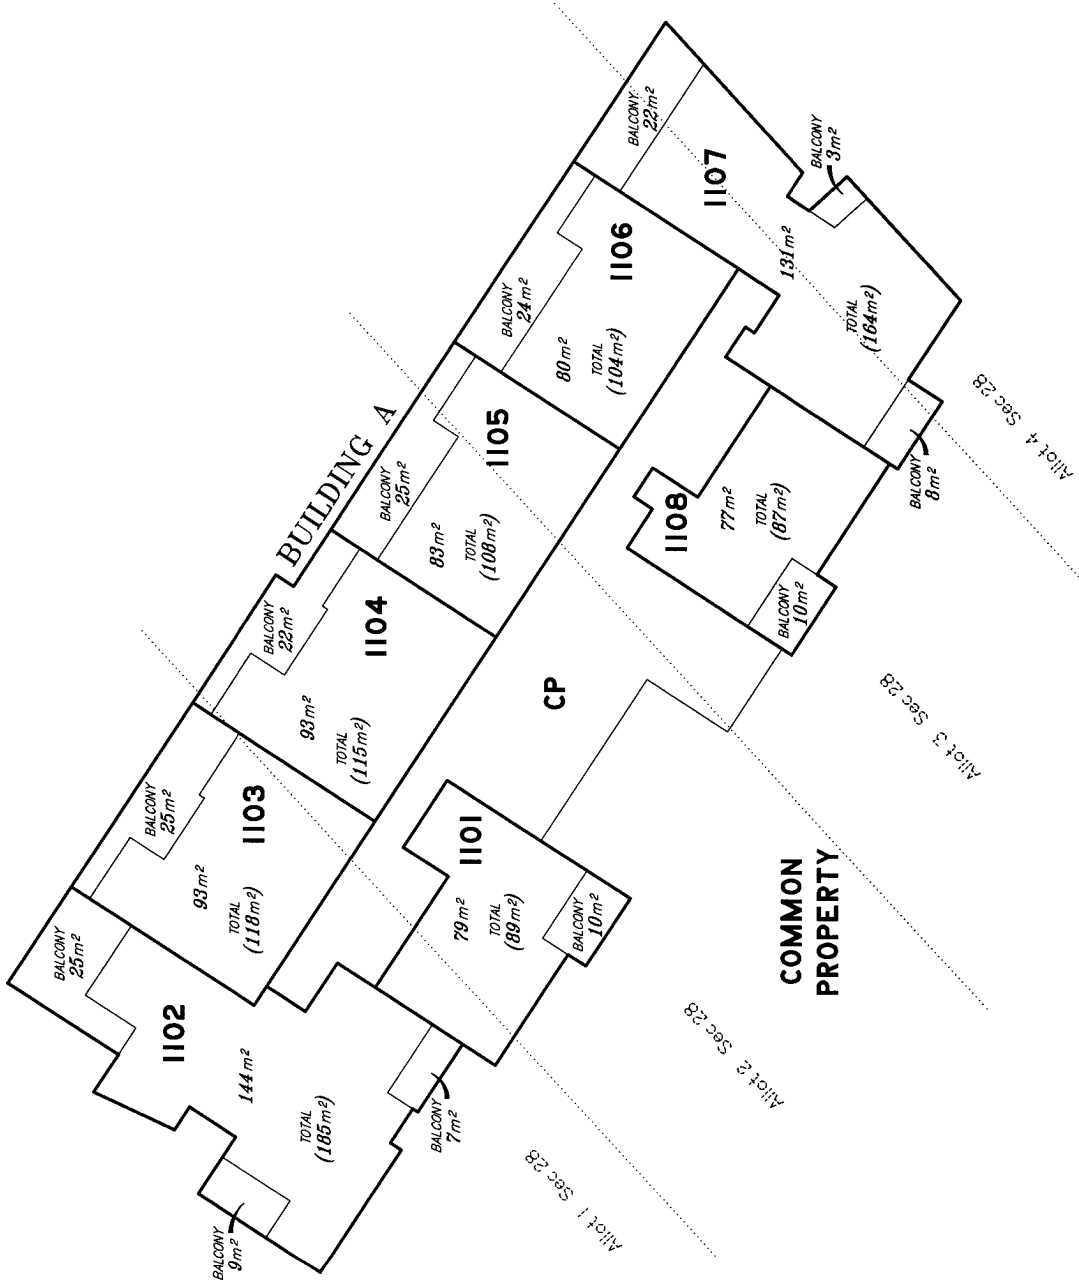 BUILDING A
BALCONY
22m²
1107
BALCONY
3m²
131m²
TOTAL
(164m²)
BALCONY
8m²
BALCONY
24m²
1106
80m²
TOTAL
(104m²)
BALCONY
25m²
1105
83m²
TOTAL
(108m²)
1108
77m²
TOTAL
(87m²)
BALCONY
10m²
BALCONY
22m²
1104
93m²
TOTAL
(115m²)
CP
BALCONY
25m²
1103
93m²
TOTAL
(118m²)
1101
79m²
TOTAL
(89m²)
BALCONY
10m²
BALCONY
25m²
1102
144m²
TOTAL
(185m²)
BALCONY
7m²
BALCONY
9m²
COMMON
PROPERTY
Allot 4 Sec 28
Allot 3 Sec 28
Allot 2 Sec 28
Allot 1 Sec 28